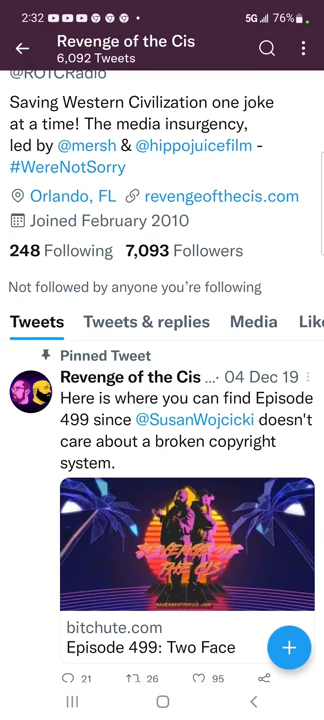 2:32
5G
76%
Revenge of the Cis
6,092 Tweets
@ROTCRadio
Saving Western Civilization one joke
at a time! The media insurgency,
led by @mersh & @hippojuicefilm -
#WereNotSorry
Orlando, FL revengeofthecis.com
Joined February 2010
248 Following 7,093 Followers
Not followed by anyone you're following
Tweets Tweets & replies Media Lik
Pinned Tweet
Revenge of the Cis ... · 04 Dec 19
Here is where you can find Episode
499 since @SusanWojcicki doesn't
care about a broken copyright
system.
REVENGE OF
THE CIS
REVENGEOFTHECIS.COM
bitchute.com
Episode 499: Two Face
21 26 95